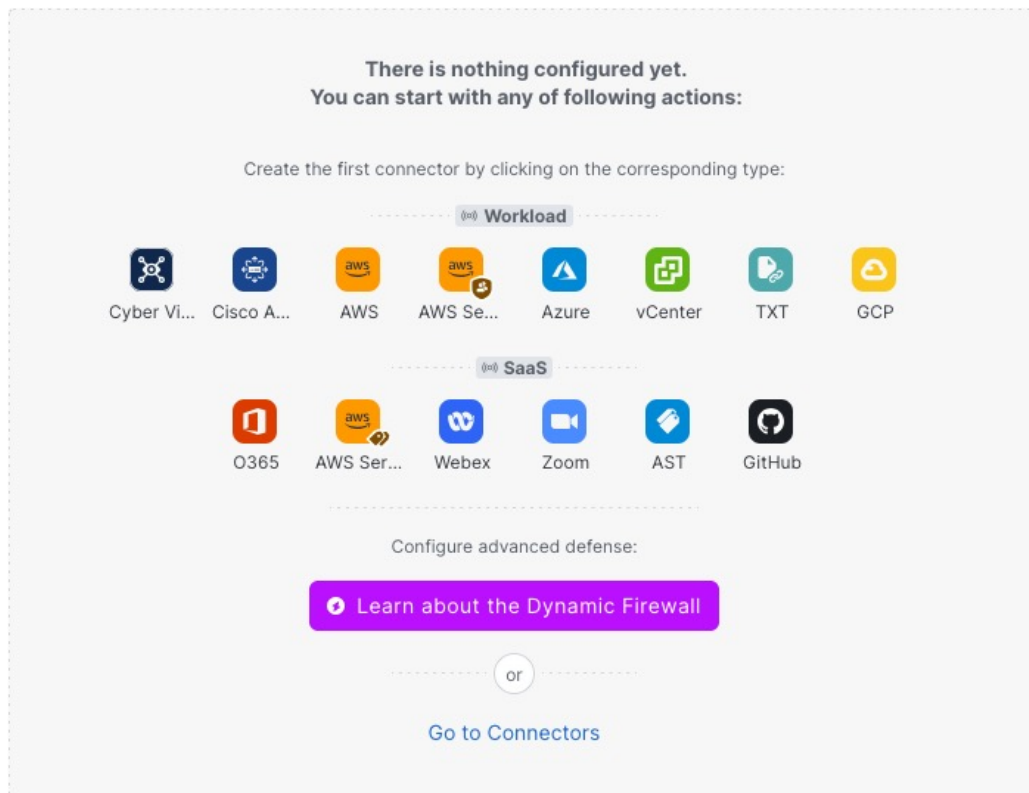 There is nothing configured yet.
You can start with any of following actions:
Create the first connector by clicking on the corresponding type:
Workload
aws aws
Cyber Vi... Cisco A... AWS AWS Se... Azure vCenter TXT GCP
SaaS
aws
O365 AWS Ser... Webex Zoom AST GitHub
Configure advanced defense:
Learn about the Dynamic Firewall
or
Go to Connectors